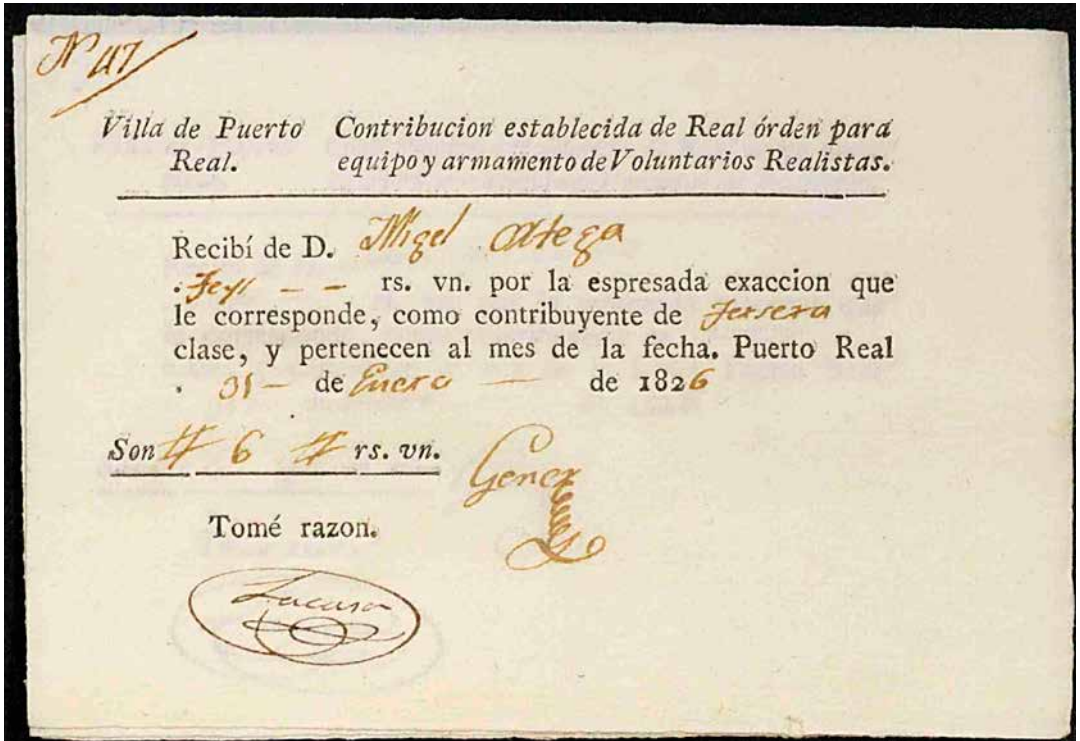 Nº 47
Villa de Puerto Real.
Contribucion establecida de Real órden para
equipo y armamento de Voluntarios Realistas.
Recibí de D. Migel Ortega
Seys rs. vn. por la espresada exaccion que
le corresponde, como contribuyente de tersera
clase, y pertenecen al mes de la fecha. Puerto Real
31 de Enero de 1826
Son # 6 # rs. vn.
Tomé razon.